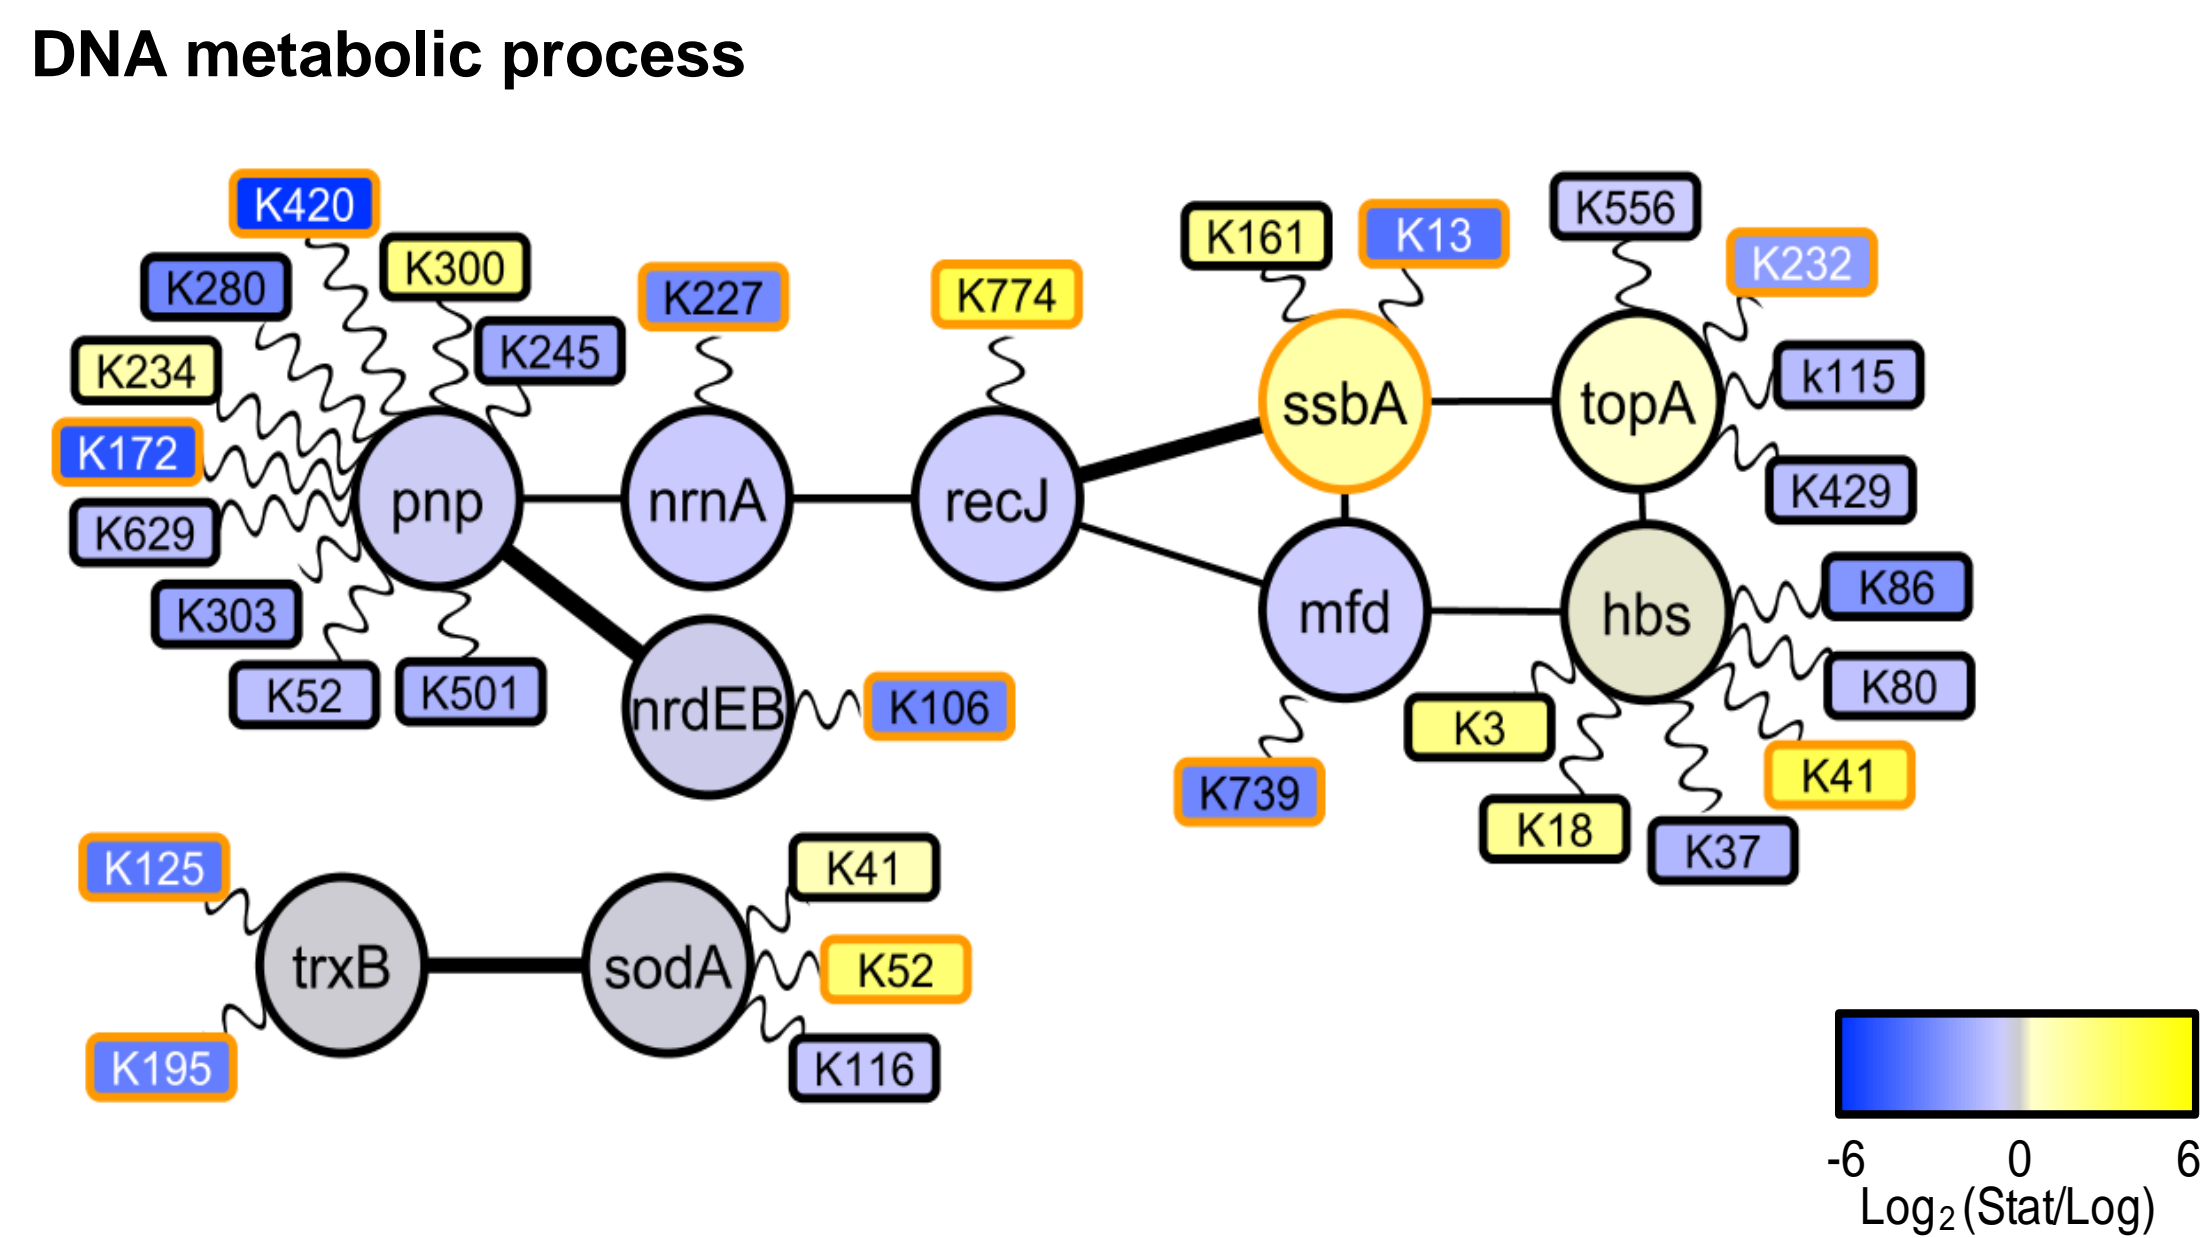 DNA metabolic process
K420
K300
K280
K245
K234
K172
K629
K303
K52
K501
pnp
K227
nrnA
nrdEB
K106
K774
recJ
K161
K13
ssbA
K556
K232
topA
k115
K429
mfd
K739
hbs
K86
K80
K41
K3
K18
K37
K125
trxB
K195
sodA
K41
K52
K116
-6 0 6
Log2 (Stat/Log)